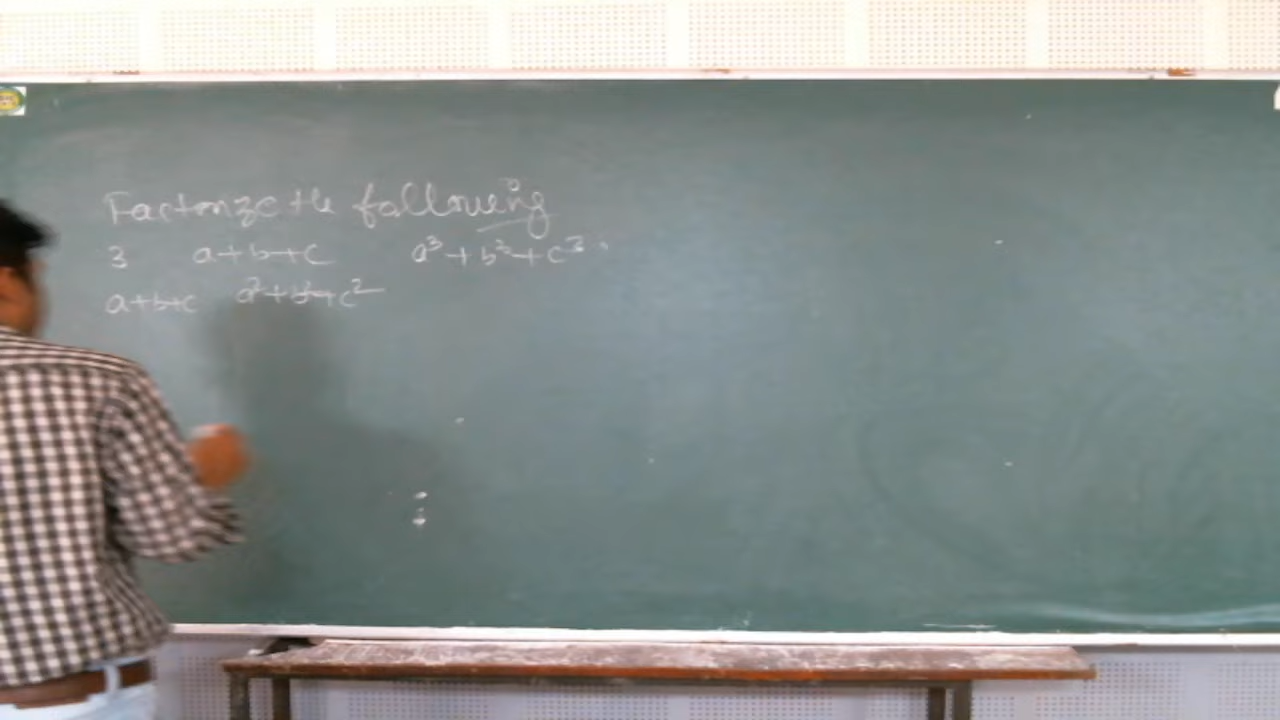 Factorize the following
3 a+b+c a³+b³+c³
a+b+c a²+b²+c²